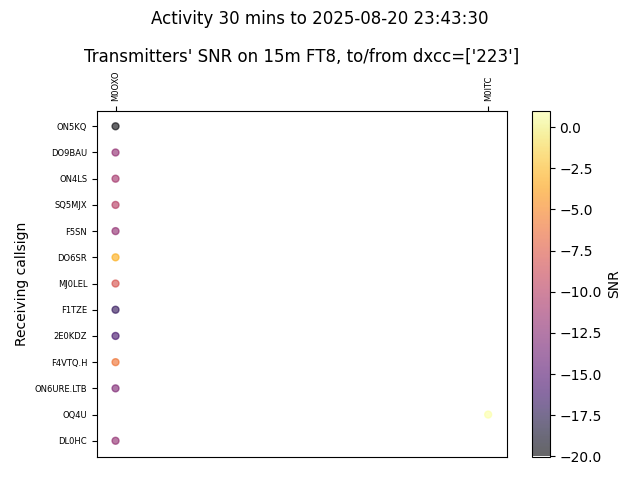 Activity 30 mins to 2025-08-20 23:43:30
Transmitters' SNR on 15m FT8, to/from dxcc=['223']
M0OXO
M0ITC
ON5KQ
DO9BAU
ON4LS
SQ5MJX
F5SN
DO6SR
MJ0LEL
F1TZE
2E0KDZ
F4VTQ.H
ON6URE.LTB
OQ4U
DL0HC
Receiving callsign
0.0
−2.5
−5.0
−7.5
−10.0
−12.5
−15.0
−17.5
−20.0
SNR